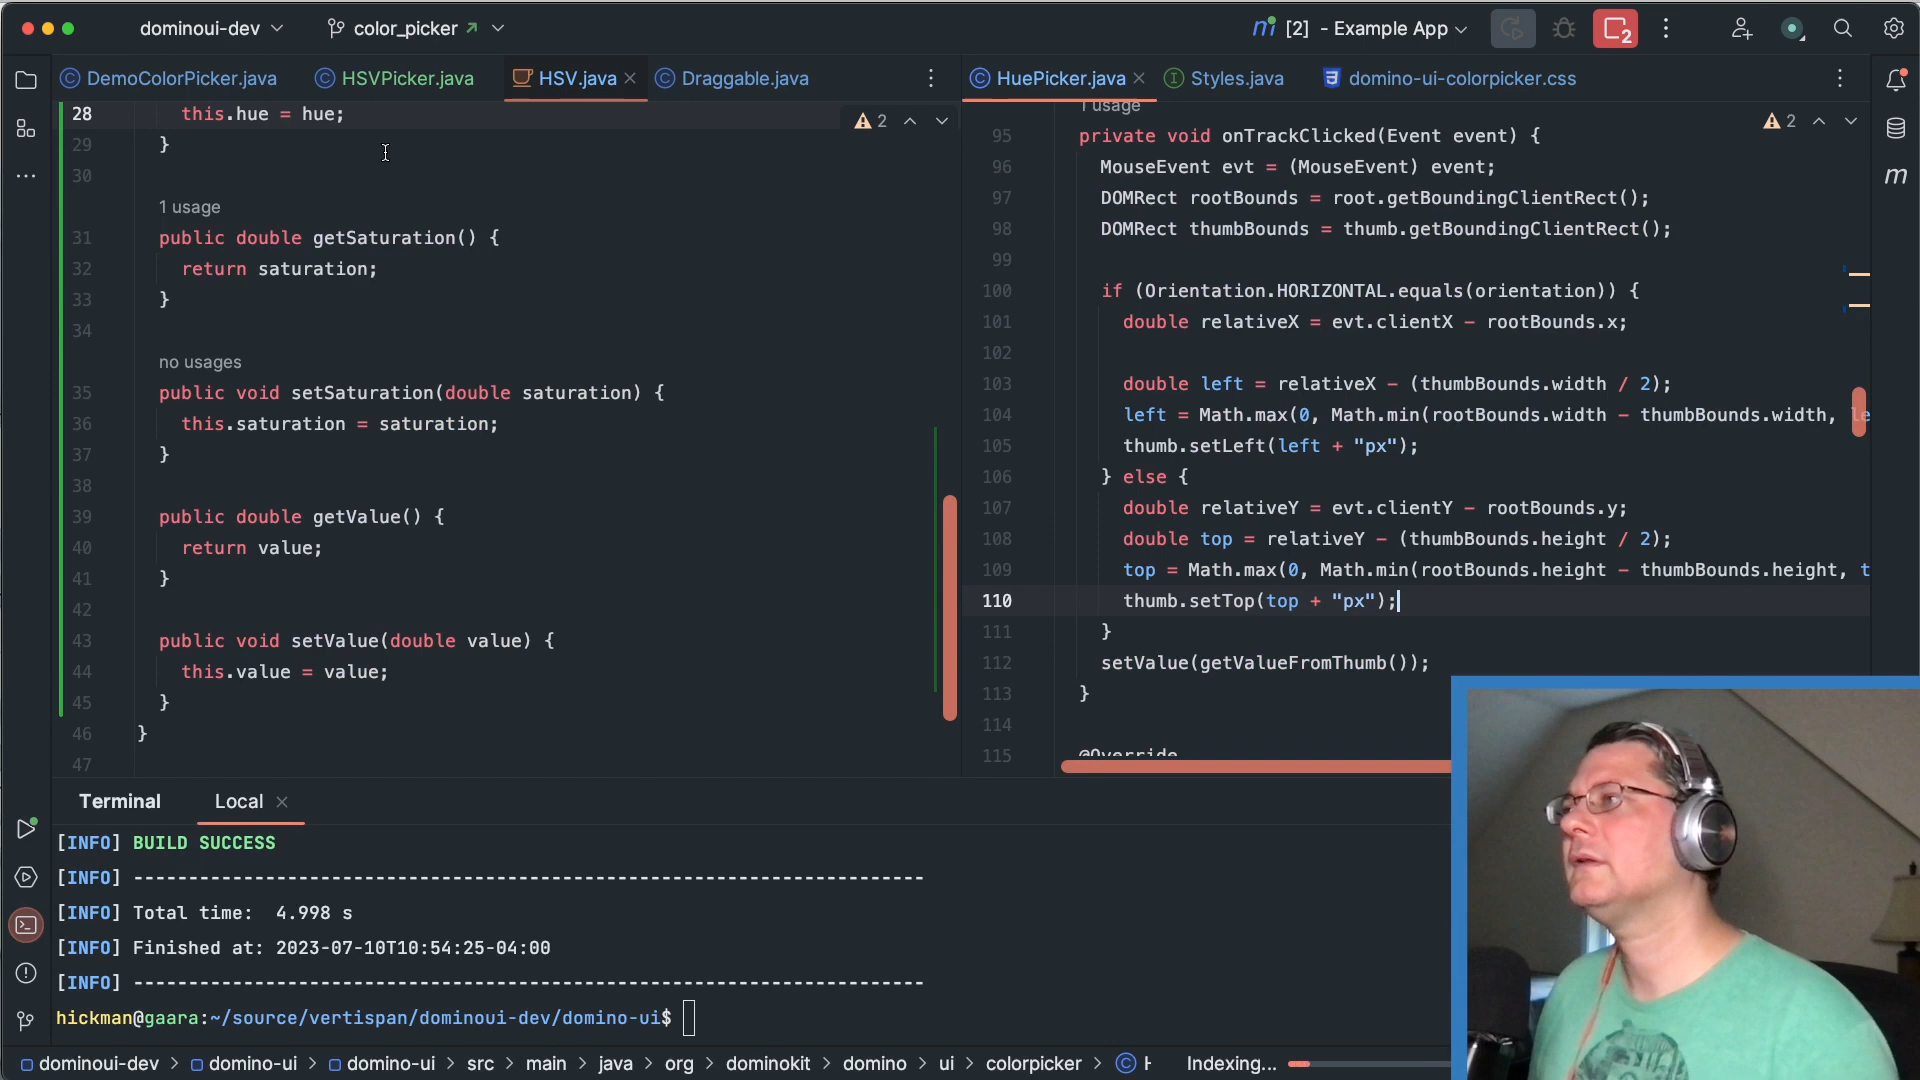 dominoui-dev
color_picker
[2] - Example App
2
DemoColorPicker.java
HSVPicker.java
HSV.java
Draggable.java
28 this.hue = hue;
2
29 }
30
1 usage
31 public double getSaturation() {
32 return saturation;
33 }
34
no usages
35 public void setSaturation(double saturation) {
36 this.saturation = saturation;
37 }
38
39 public double getValue() {
40 return value;
41 }
42
43 public void setValue(double value) {
44 this.value = value;
45 }
46 }
47
HuePicker.java
Styles.java
domino-ui-colorpicker.css
1 usage
2
95 private void onTrackClicked(Event event) {
96 MouseEvent evt = (MouseEvent) event;
97 DOMRect rootBounds = root.getBoundingClientRect();
98 DOMRect thumbBounds = thumb.getBoundingClientRect();
99
100 if (Orientation.HORIZONTAL.equals(orientation)) {
101 double relativeX = evt.clientX - rootBounds.x;
102
103 double left = relativeX - (thumbBounds.width / 2);
104 left = Math.max(0, Math.min(rootBounds.width - thumbBounds.width, le
105 thumb.setLeft(left + "px");
106 } else {
107 double relativeY = evt.clientY - rootBounds.y;
108 double top = relativeY - (thumbBounds.height / 2);
109 top = Math.max(0, Math.min(rootBounds.height - thumbBounds.height, t
110 thumb.setTop(top + "px");
111 }
112 setValue(getValueFromThumb());
113 }
114
115 @Override
m
Terminal
Local
[INFO] BUILD SUCCESS
[INFO] ------------------------------------------------------------------------
[INFO] Total time:  4.998 s
[INFO] Finished at: 2023-07-10T10:54:25-04:00
[INFO] ------------------------------------------------------------------------
hickman@gaara:~/source/vertispan/dominoui-dev/domino-ui$
dominoui-dev > domino-ui > domino-ui > src > main > java > org > dominokit > domino > ui > colorpicker >
Indexing...